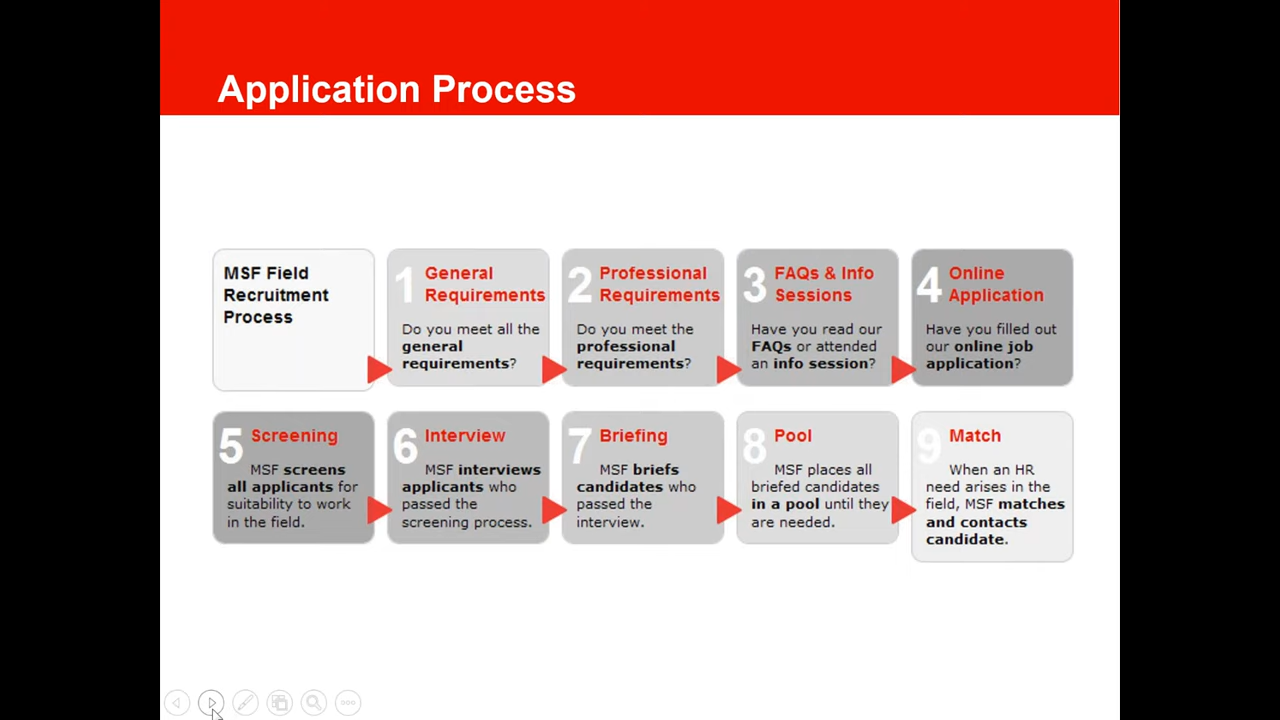 Application Process
MSF Field
Recruitment
Process
1 General
Requirements
Do you meet all the
general
requirements?
2 Professional
Requirements
Do you meet the
professional
requirements?
3 FAQs & Info
Sessions
Have you read our
FAQs or attended
an info session?
4 Online
Application
Have you filled out
our online job
application?
5 Screening
MSF screens
all applicants for
suitability to work
in the field.
6 Interview
MSF interviews
applicants who
passed the
screening process.
7 Briefing
MSF briefs
candidates who
passed the
interview.
8 Pool
MSF places all
briefed candidates
in a pool until they
are needed.
9 Match
When an HR
need arises in the
field, MSF matches
and contacts
candidate.